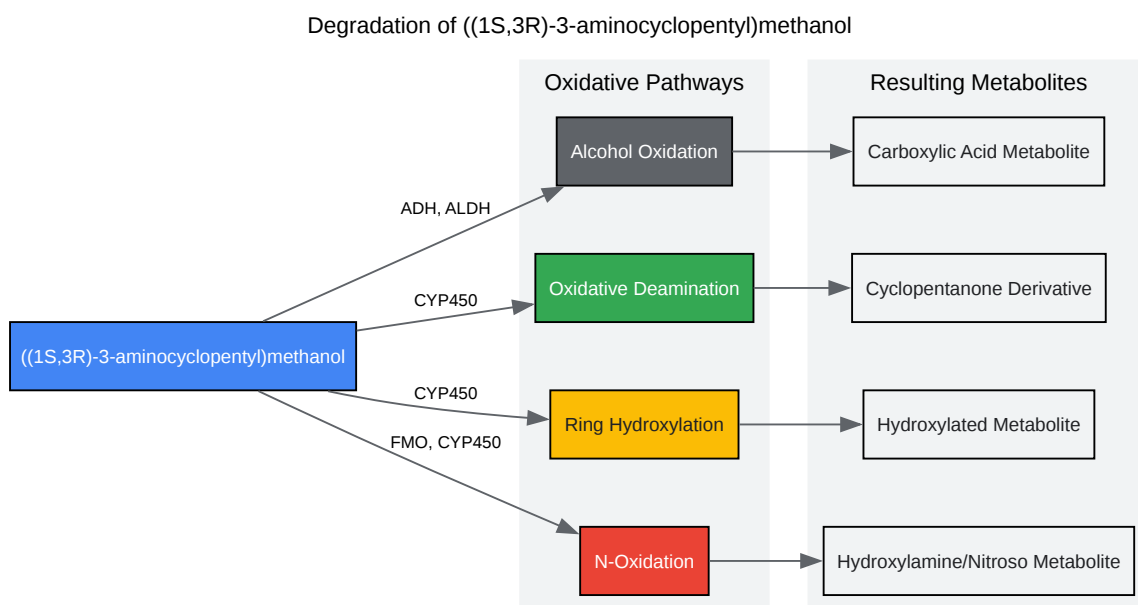 Degradation of ((1S,3R)-3-aminocyclopentyl)methanol
Oxidative Pathways
Resulting Metabolites
Alcohol Oxidation
Carboxylic Acid Metabolite
ADH, ALDH
Oxidative Deamination
Cyclopentanone Derivative
CYP450
((1S,3R)-3-aminocyclopentyl)methanol
CYP450
Ring Hydroxylation
Hydroxylated Metabolite
FMO, CYP450
N-Oxidation
Hydroxylamine/Nitroso Metabolite